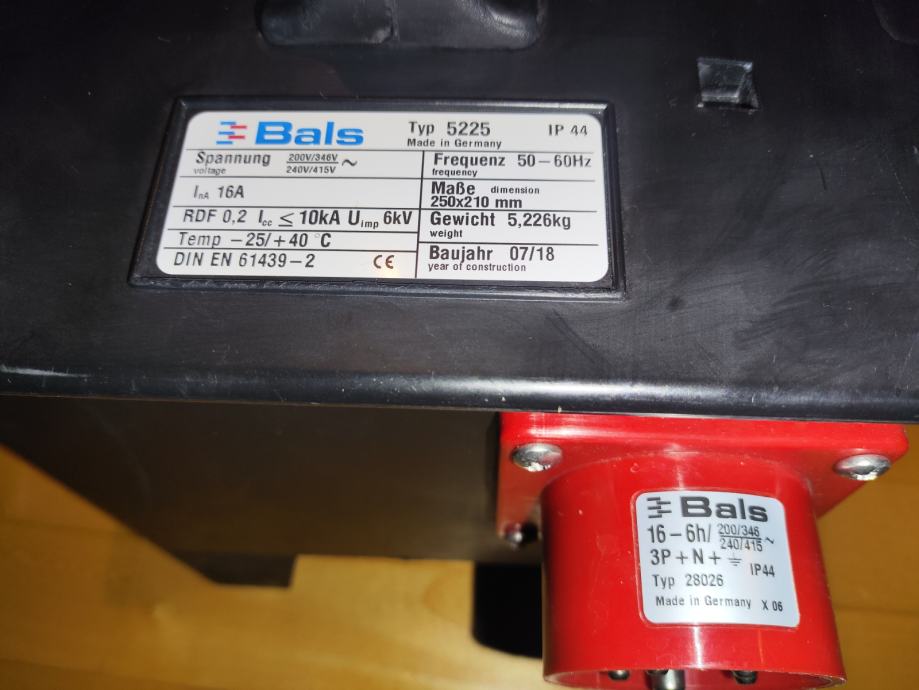 Bals Typ 5225 IP 44
Made in Germany
Spannung 200V/346V ~
voltage 240V/415V
InA 16A
RDF 0,2 Icc ≤ 10kA Uimp 6kV
Temp −25/+40 °C
DIN EN 61439−2 CE
Frequenz 50−60Hz
frequency
Maße dimension
250x210 mm
Gewicht 5,226kg
weight
Baujahr 07/18
year of construction
Bals
16−6h/ 200/346 ~
240/415
3P+N+⏚ IP44
Typ 28026
Made in Germany X 06